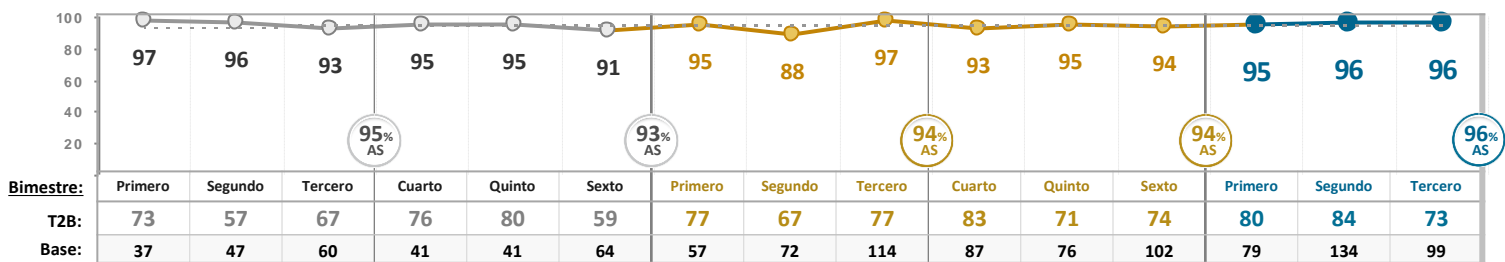 100
80
60
40
20
97 96 93 95 95 91 95 88 97 93 95 94 95 96 96
95% AS 93% AS 94% AS 94% AS 96% AS
Bimestre: Primero Segundo Tercero Cuarto Quinto Sexto Primero Segundo Tercero Cuarto Quinto Sexto Primero Segundo Tercero
T2B: 73 57 67 76 80 59 77 67 77 83 71 74 80 84 73
Base: 37 47 60 41 41 64 57 72 114 87 76 102 79 134 99